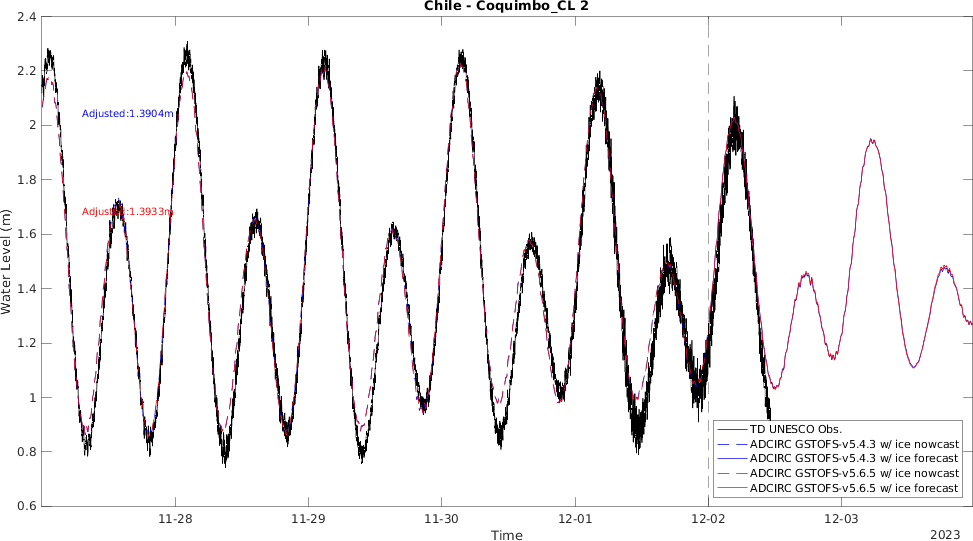 Chile - Coquimbo_CL 2
2.4
2.2
2
1.8
1.6
1.4
1.2
1
0.8
0.6
Water Level (m)
Adjusted:1.3904m
Adjusted:1.3933m
TD UNESCO Obs.
ADCIRC GSTOFS-v5.4.3 w/ ice nowcast
ADCIRC GSTOFS-v5.4.3 w/ ice forecast
ADCIRC GSTOFS-v5.6.5 w/ ice nowcast
ADCIRC GSTOFS-v5.6.5 w/ ice forecast
11-28
11-29
11-30
12-01
12-02
12-03
Time
2023